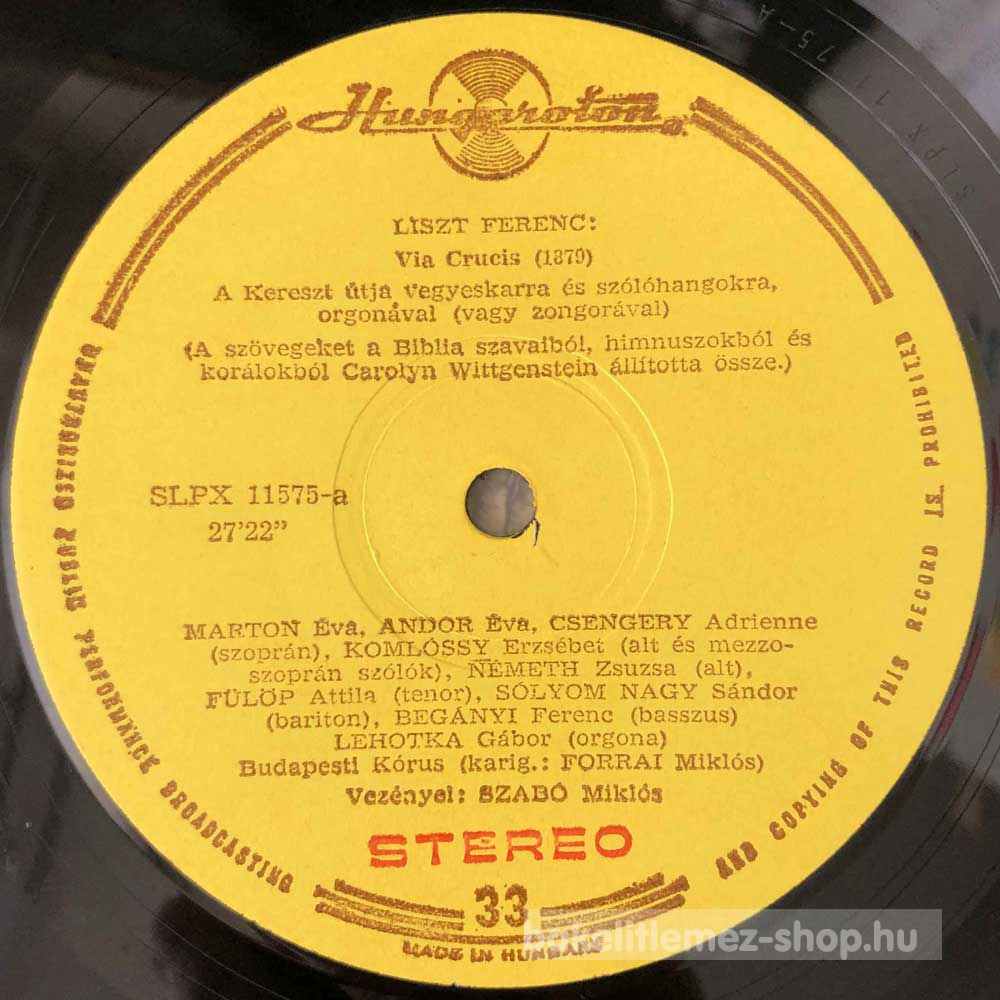 Hungaroton
LISZT FERENC:
Via Crucis (1879)
A Kereszt útja vegyeskarra és szólóhangokra,
orgonával (vagy zongorával)
(A szövegeket a Biblia szavaiból, himnuszokból és
korálokból Carolyn Wittgenstein állította össze.)
SLPX 11575-a
27'22"
MARTON Éva, ANDOR Éva, CSENGERY Adrienne
(szoprán), KOMLÓSSY Erzsébet (alt és mezzo-
szoprán szólók), NÉMETH Zsuzsa (alt),
FÜLÖP Attila (tenor), SÓLYOM NAGY Sándor
(bariton), BEGÁNYI Ferenc (basszus)
LEHOTKA Gábor (orgona)
Budapesti Kórus (karig.: FORRAI Miklós)
Vezényel: SZABÓ Miklós
STEREO
33
MADE IN HUNGARY
UNAUTHORIZED PUBLIC PERFORMANCE BROADCASTING
AND COPYING OF THIS RECORD IS PROHIBITED
bakelitlemez-shop.hu